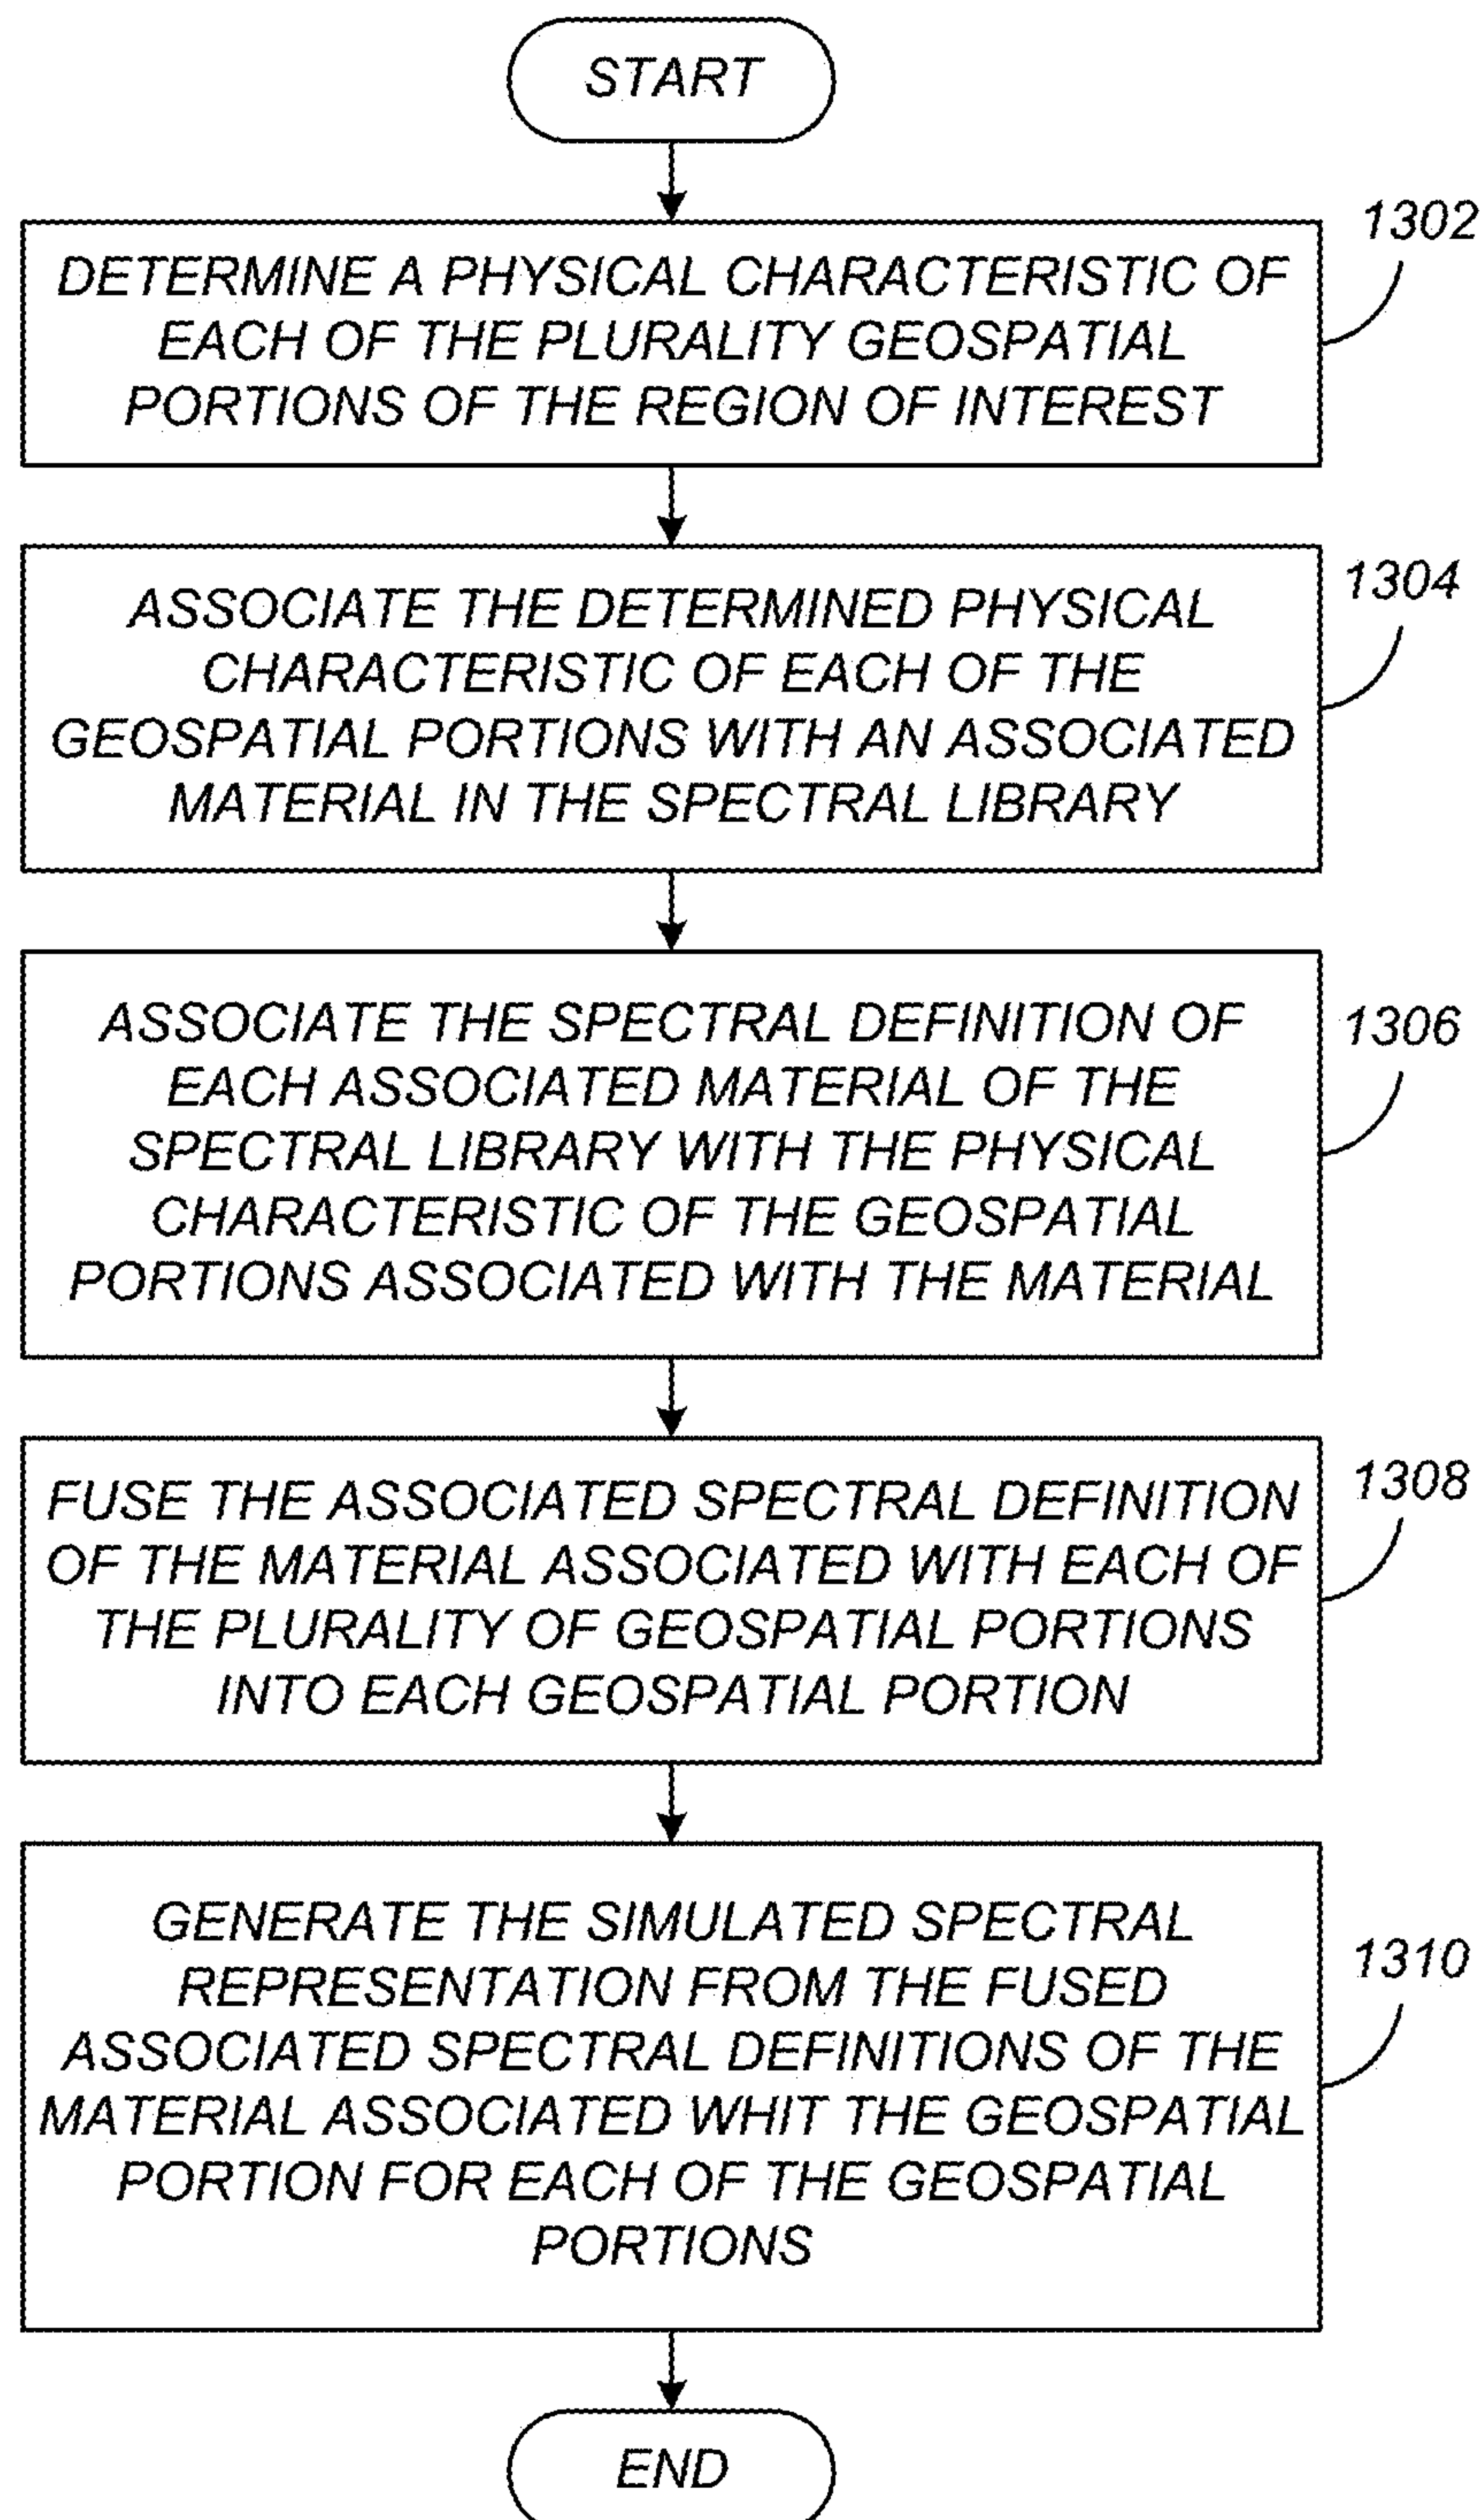 START
1302
DETERMINE A PHYSICAL CHARACTERISTIC OF
EACH OF THE PLURALITY GEOSPATIAL
PORTIONS OF THE REGION OF INTEREST
1304
ASSOCIATE THE DETERMINED PHYSICAL
CHARACTERISTIC OF EACH OF THE
GEOSPATIAL PORTIONS WITH AN ASSOCIATED
MATERIAL IN THE SPECTRAL LIBRARY
1306
ASSOCIATE THE SPECTRAL DEFINITION OF
EACH ASSOCIATED MATERIAL OF THE
SPECTRAL LIBRARY WITH THE PHYSICAL
CHARACTERISTIC OF THE GEOSPATIAL
PORTIONS ASSOCIATED WITH THE MATERIAL
1308
FUSE THE ASSOCIATED SPECTRAL DEFINITION
OF THE MATERIAL ASSOCIATED WITH EACH OF
THE PLURALITY OF GEOSPATIAL PORTIONS
INTO EACH GEOSPATIAL PORTION
1310
GENERATE THE SIMULATED SPECTRAL
REPRESENTATION FROM THE FUSED
ASSOCIATED SPECTRAL DEFINITIONS OF THE
MATERIAL ASSOCIATED WHIT THE GEOSPATIAL
PORTION FOR EACH OF THE GEOSPATIAL
PORTIONS
END